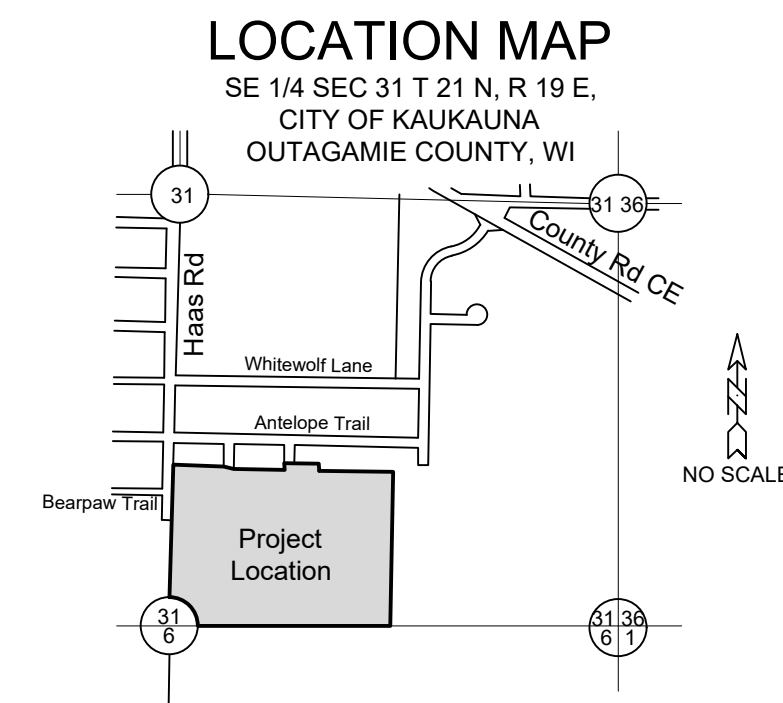 LOCATION MAP
SE 1/4 SEC 31 T 21 N, R 19 E,
CITY OF KAUKAUNA
OUTAGAMIE COUNTY, WI
31
31 36
County Rd CE
Haas Rd
Whitewolf Lane
Antelope Trail
N
NO SCALE
Bearpaw Trail
Project
Location
31
6
31 36
6 1